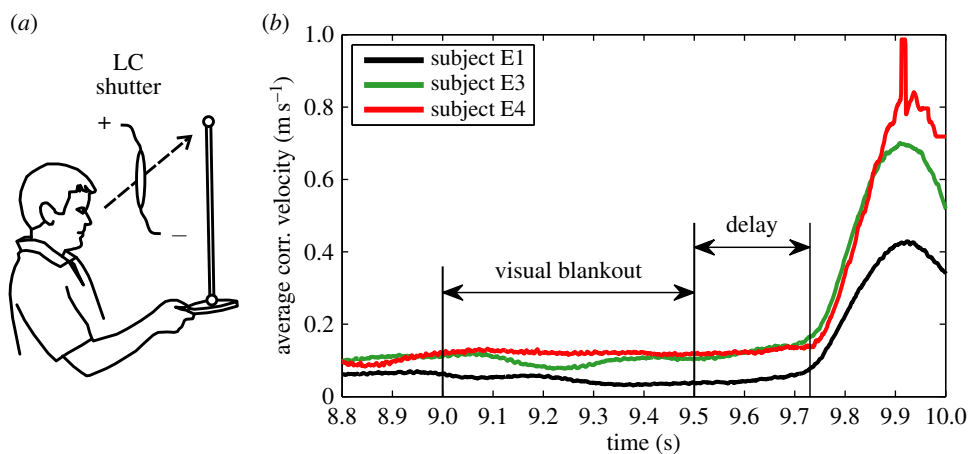 (a)
LC
shutter
+
–
(b)
average corr. velocity (m s⁻¹)
1.0
0.8
0.6
0.4
0.2
0
subject E1
subject E3
subject E4
visual blankout
delay
8.8 8.9 9.0 9.1 9.2 9.3 9.4 9.5 9.6 9.7 9.8 9.9 10.0
time (s)